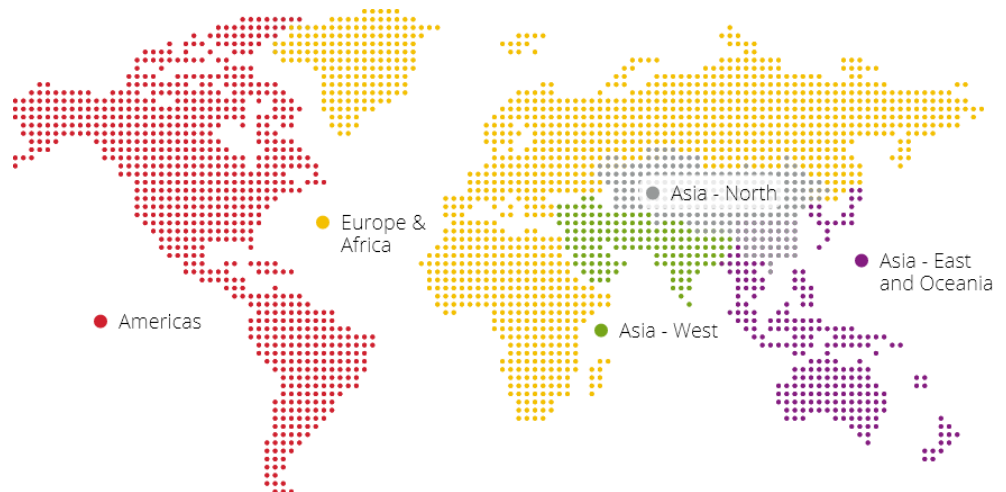 Asia - North
Europe &
Africa
Asia - East
and Oceania
Americas
Asia - West